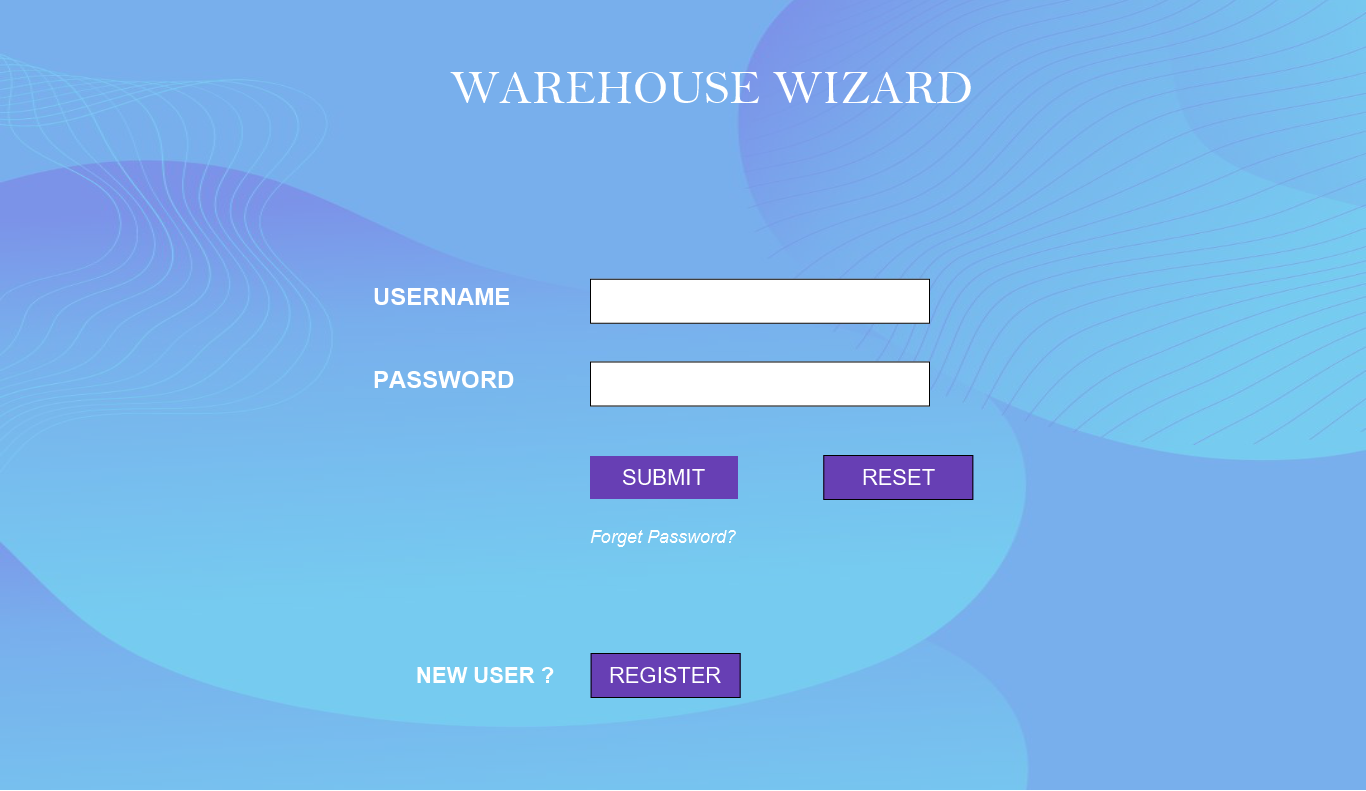 WAREHOUSE WIZARD
USERNAME
PASSWORD
SUBMIT RESET
Forget Password?
NEW USER ? REGISTER